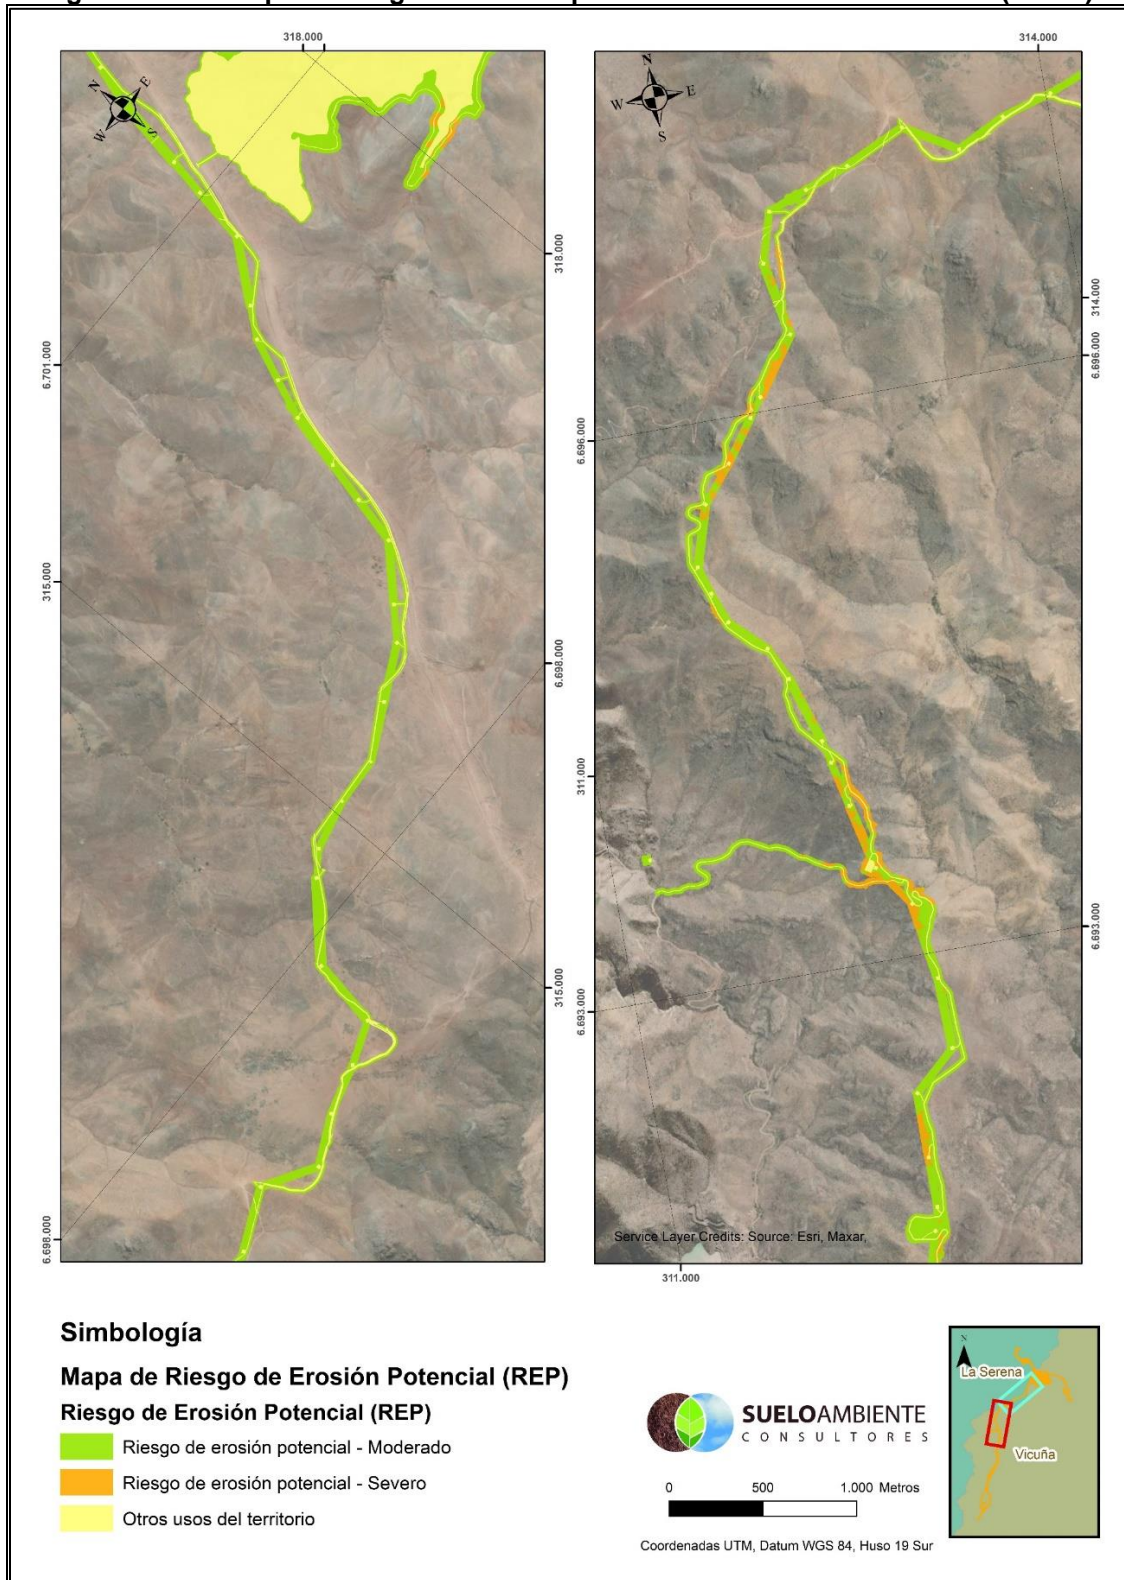 318.000
314.000
N
E
W
S
N
E
W
S
318.000
314.000
6.696.000
6.701.000
6.696.000
315.000
6.698.000
311.000
6.693.000
315.000
6.693.000
6.698.000
Service Layer Credits: Source: Esri, Maxar,
311.000
Simbología
Mapa de Riesgo de Erosión Potencial (REP)
Riesgo de Erosión Potencial (REP)
Riesgo de erosión potencial - Moderado
Riesgo de erosión potencial - Severo
Otros usos del territorio
SUELOAMBIENTE
CONSULTORES
0 500 1.000 Metros
Coordenadas UTM, Datum WGS 84, Huso 19 Sur
N
La Serena
Vicuña